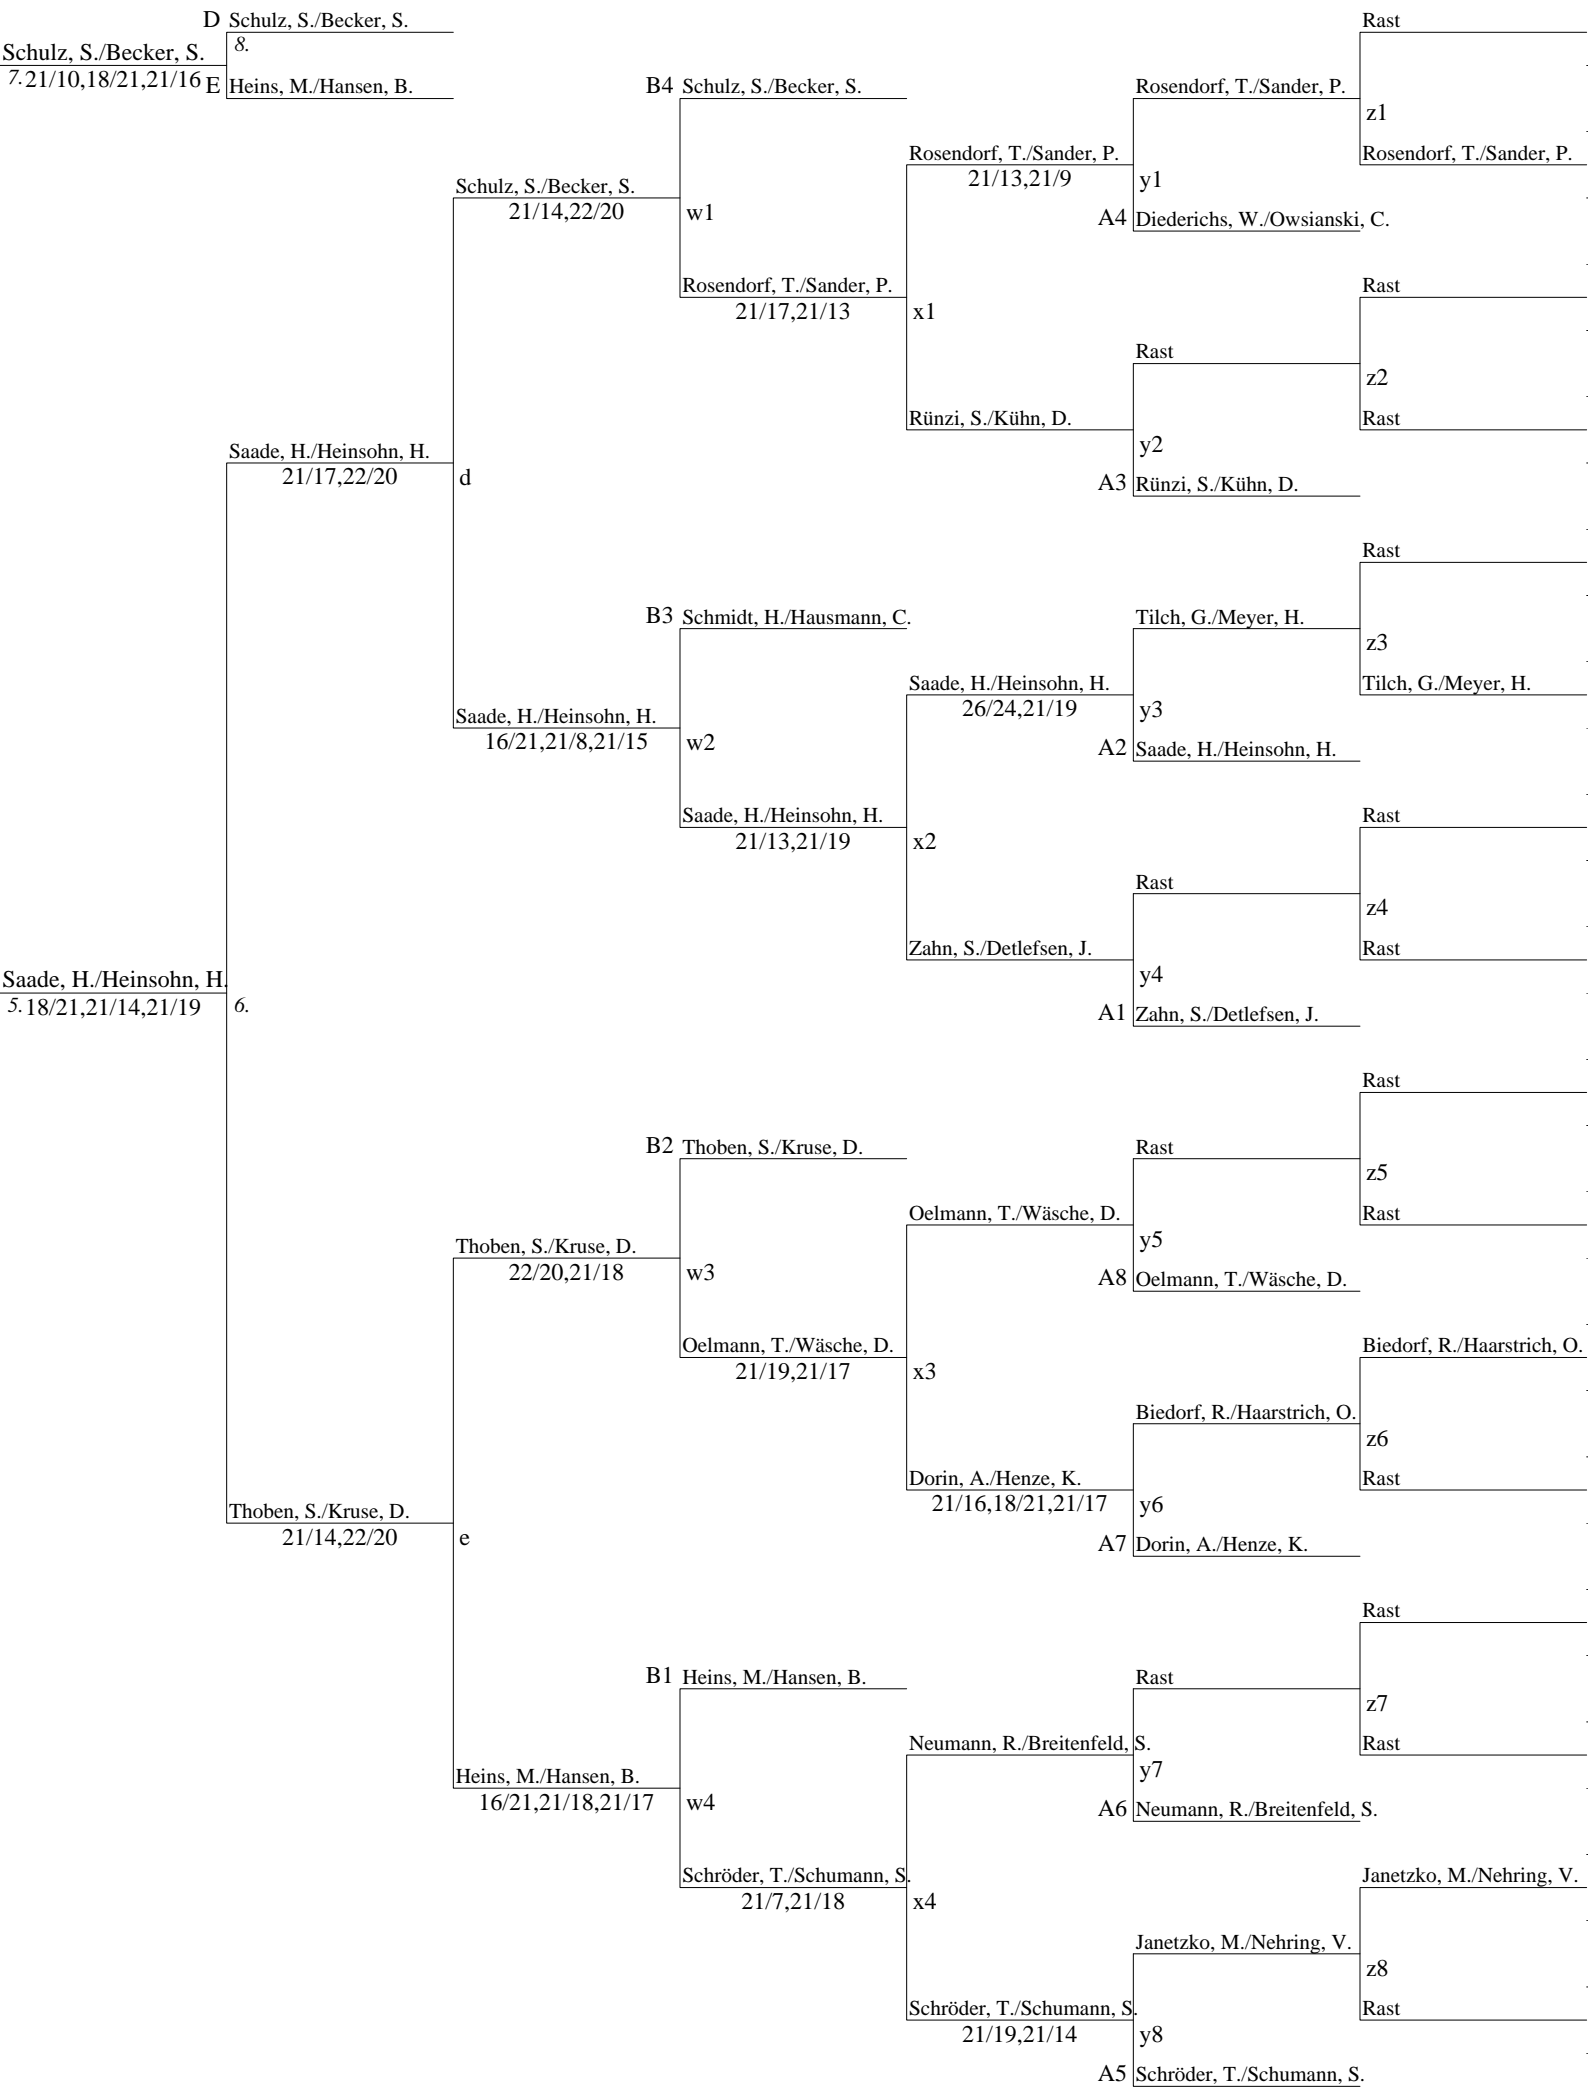 D Schulz, S./Becker, S.
Rast
8.
Schulz, S./Becker, S.
7. 21/10,18/21,21/16
E Heins, M./Hansen, B.
B4 Schulz, S./Becker, S.
Rosendorf, T./Sander, P.
z1
Rosendorf, T./Sander, P.
Rosendorf, T./Sander, P.
21/13,21/9
y1
Schulz, S./Becker, S.
21/14,22/20
w1
A4 Diederichs, W./Owsianski, C.
Rosendorf, T./Sander, P.
21/17,21/13
x1
Rast
Rast
z2
Rünzi, S./Kühn, D.
Rast
y2
Saade, H./Heinsohn, H.
21/17,22/20
d
A3 Rünzi, S./Kühn, D.
Rast
B3 Schmidt, H./Hausmann, C.
Tilch, G./Meyer, H.
z3
Saade, H./Heinsohn, H.
26/24,21/19
Tilch, G./Meyer, H.
y3
Saade, H./Heinsohn, H.
16/21,21/8,21/15
w2
A2 Saade, H./Heinsohn, H.
Saade, H./Heinsohn, H.
21/13,21/19
x2
Rast
Rast
z4
Zahn, S./Detlefsen, J.
Rast
y4
Saade, H./Heinsohn, H.
5. 18/21,21/14,21/19
6.
A1 Zahn, S./Detlefsen, J.
Rast
B2 Thoben, S./Kruse, D.
Rast
z5
Oelmann, T./Wäsche, D.
Rast
y5
Thoben, S./Kruse, D.
22/20,21/18
w3
A8 Oelmann, T./Wäsche, D.
Oelmann, T./Wäsche, D.
21/19,21/17
x3
Biedorf, R./Haarstrich, O.
Biedorf, R./Haarstrich, O.
z6
Dorin, A./Henze, K.
21/16,18/21,21/17
Rast
y6
Thoben, S./Kruse, D.
21/14,22/20
e
A7 Dorin, A./Henze, K.
Rast
B1 Heins, M./Hansen, B.
Rast
z7
Neumann, R./Breitenfeld, S.
Rast
y7
Heins, M./Hansen, B.
16/21,21/18,21/17
w4
A6 Neumann, R./Breitenfeld, S.
Schröder, T./Schumann, S.
21/7,21/18
x4
Janetzko, M./Nehring, V.
Janetzko, M./Nehring, V.
z8
Schröder, T./Schumann, S.
21/19,21/14
Rast
y8
A5 Schröder, T./Schumann, S.